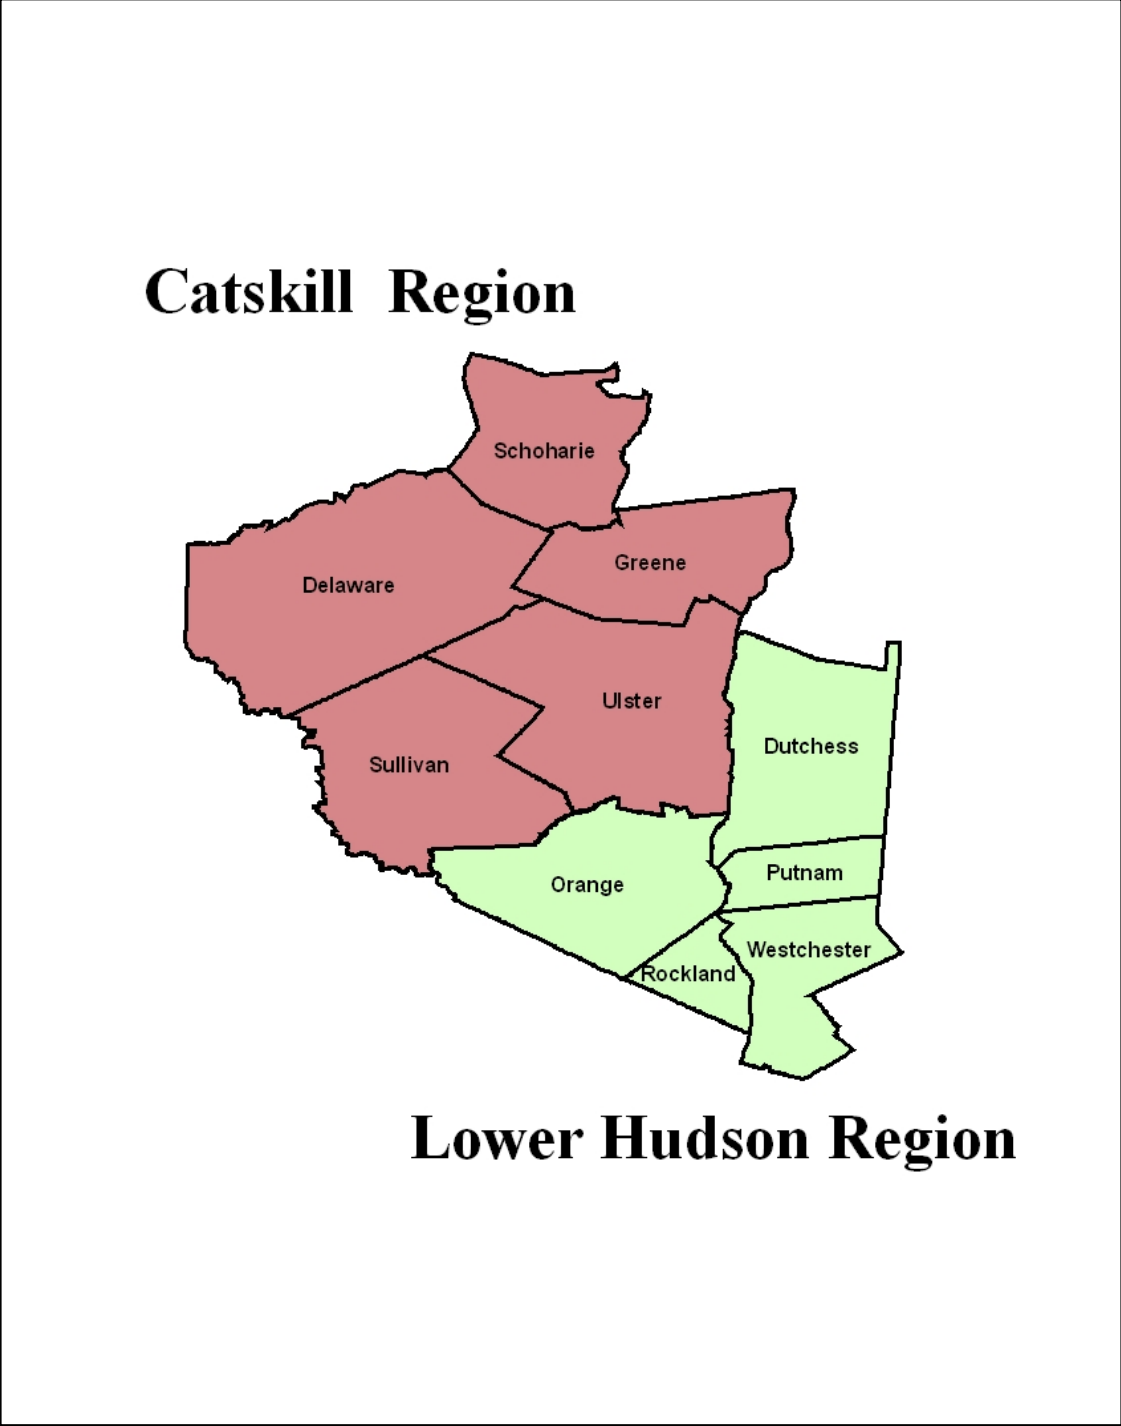 Catskill  Region
Schoharie
Greene
Delaware
Ulster
Dutchess
Sullivan
Putnam
Orange
Westchester
Rockland
Lower Hudson Region